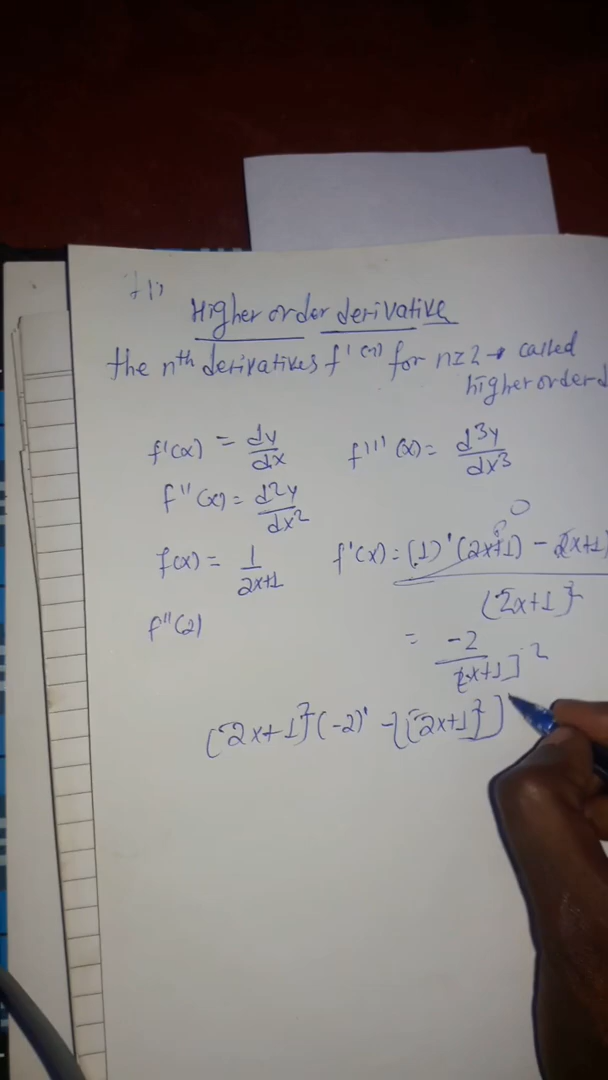 Higher order derivative
the nth derivatives f'(n) for n≥2 → called
higher order d
f'(x) = dy/dx f'''(x) = d3y/dx3
f''(x) = d2y/dx2
f(x) = 1/2x+1 f'(x) = (1)'(2x+1) - (2x+1)/(2x+1)2
0
f''(2)
= -2/[2x+1]2
(2x+1)2(-2)' - [(2x+1)2]